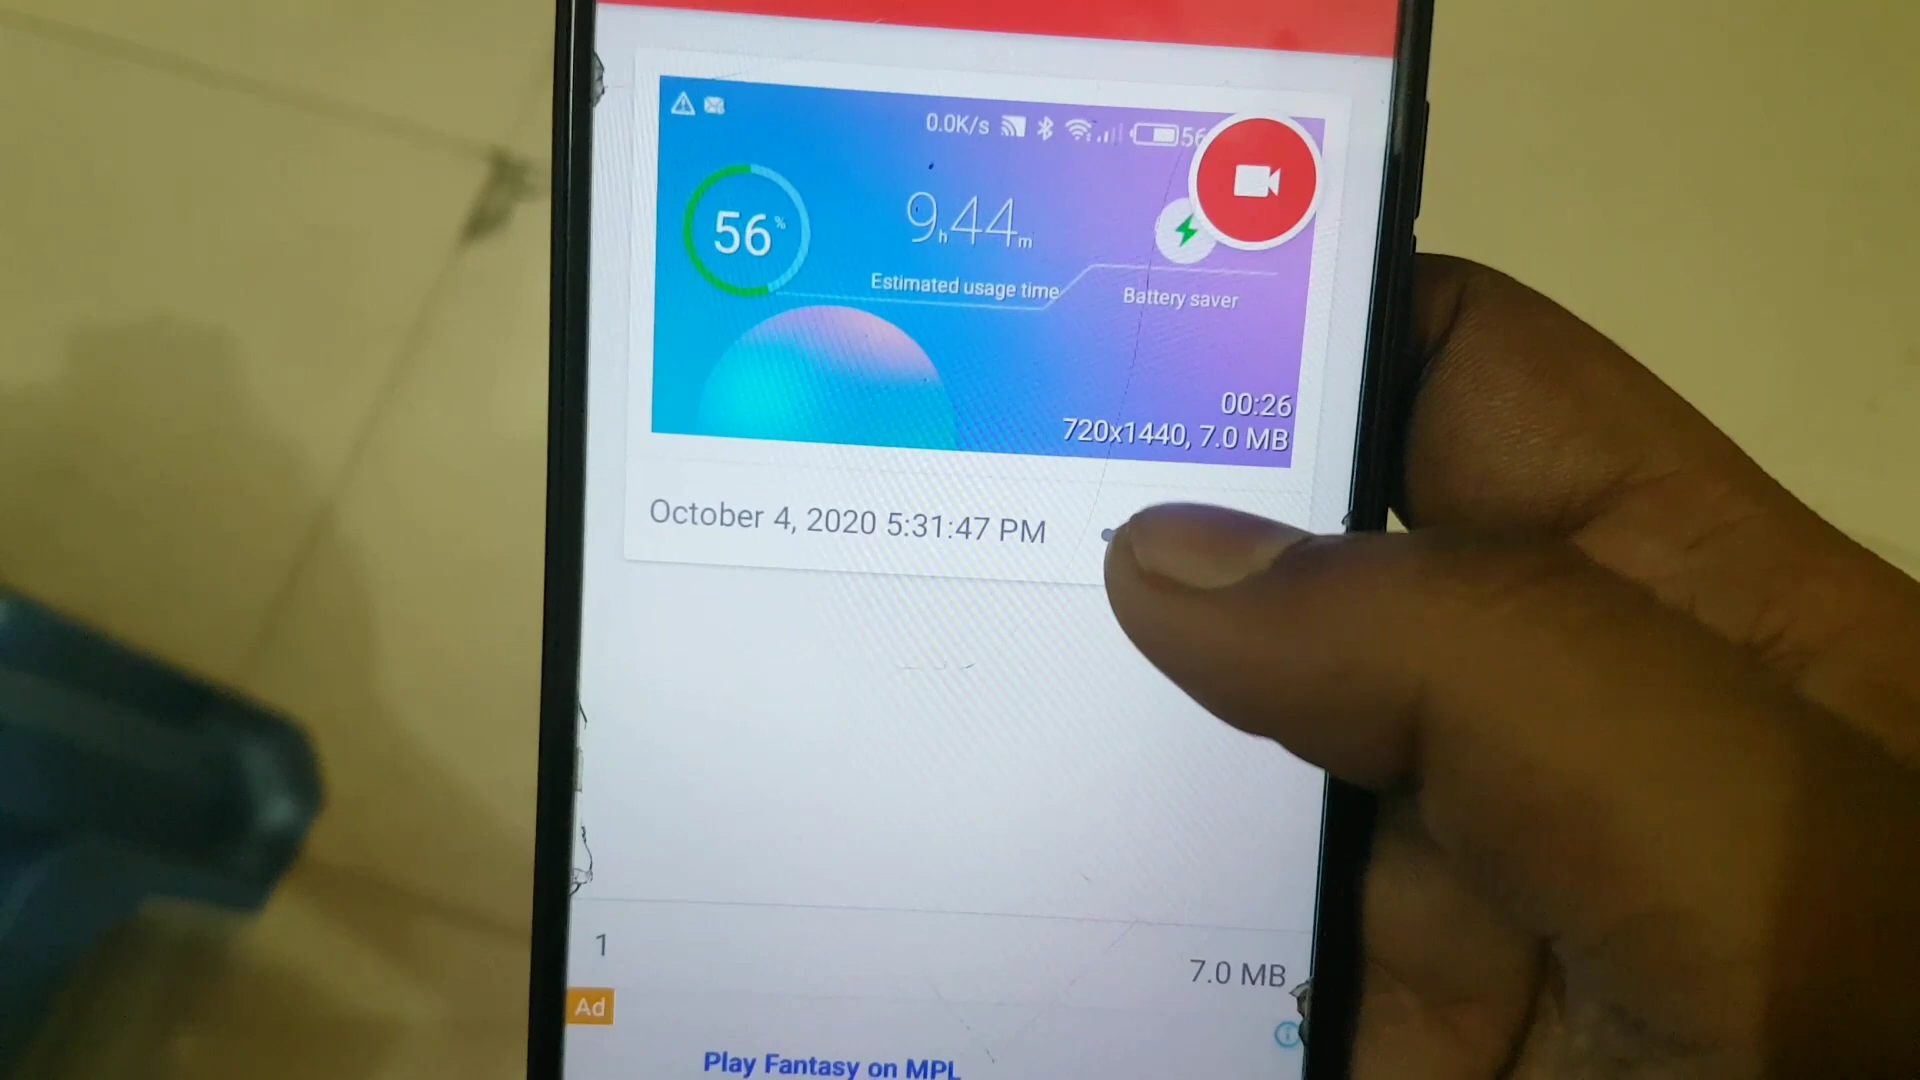 0.0K/s 56
56%
9h44m
Estimated usage time
Battery saver
00:26
720x1440, 7.0 MB
October 4, 2020 5:31:47 PM
1
7.0 MB
Ad
Play Fantasy on MPL